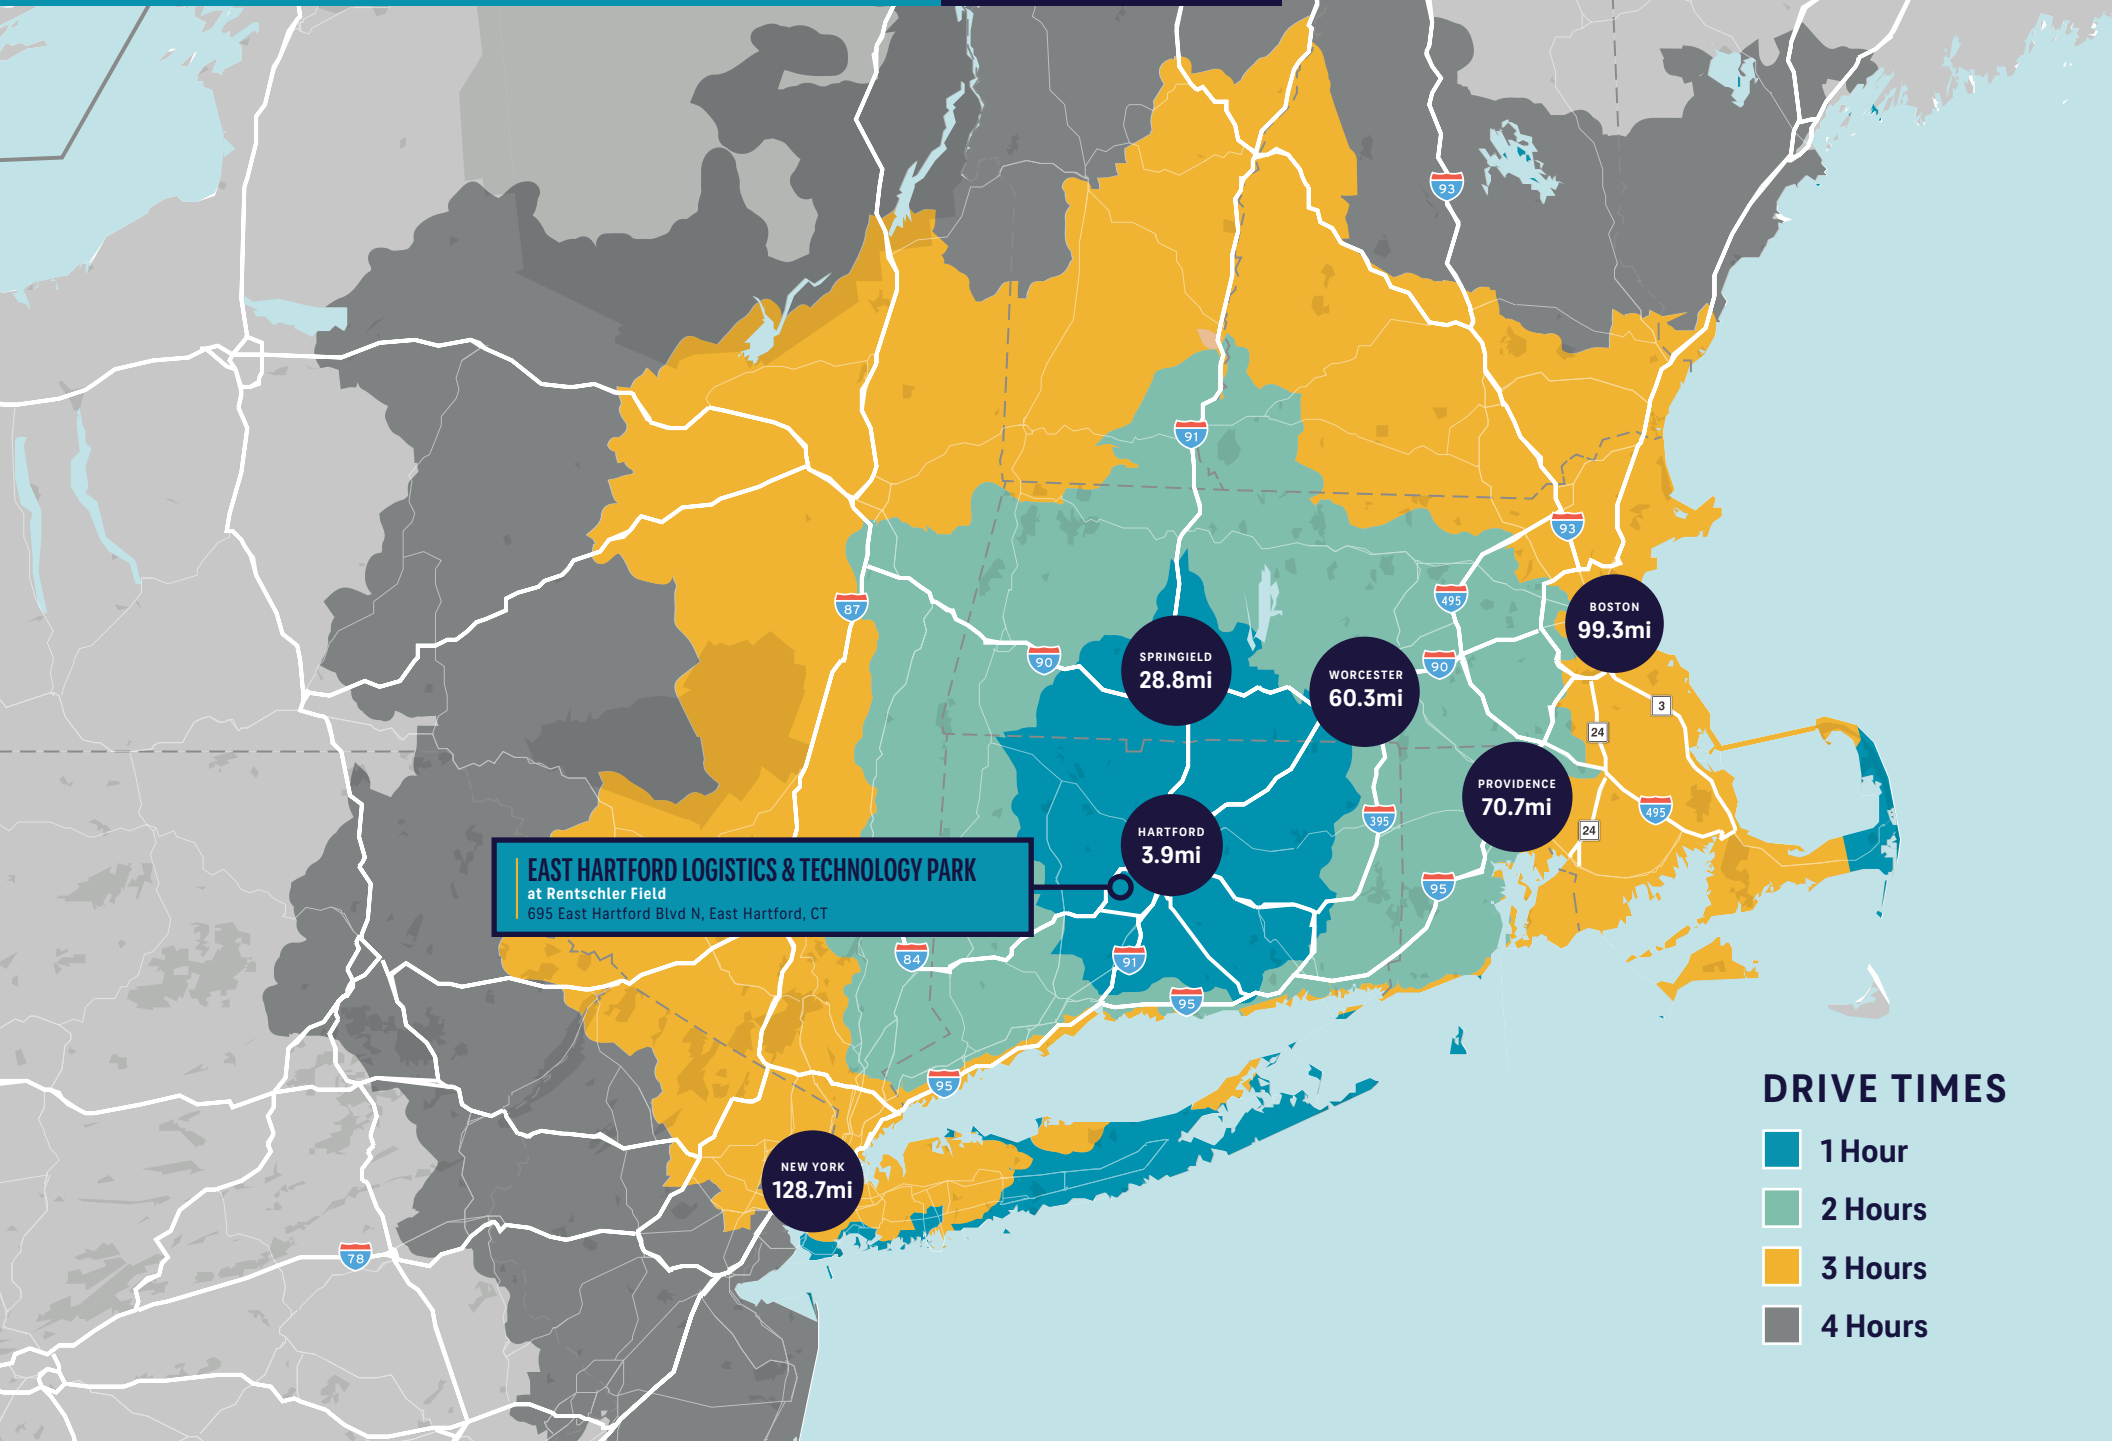 93
91
93
87
495
BOSTON
99.3mi
90
SPRINGIELD
28.8mi
WORCESTER
60.3mi
90
3
24
PROVIDENCE
70.7mi
395
495
24
HARTFORD
3.9mi
EAST HARTFORD LOGISTICS & TECHNOLOGY PARK
at Rentschler Field
695 East Hartford Blvd N, East Hartford, CT
95
84
91
95
95
NEW YORK
128.7mi
78
DRIVE TIMES
1 Hour
2 Hours
3 Hours
4 Hours